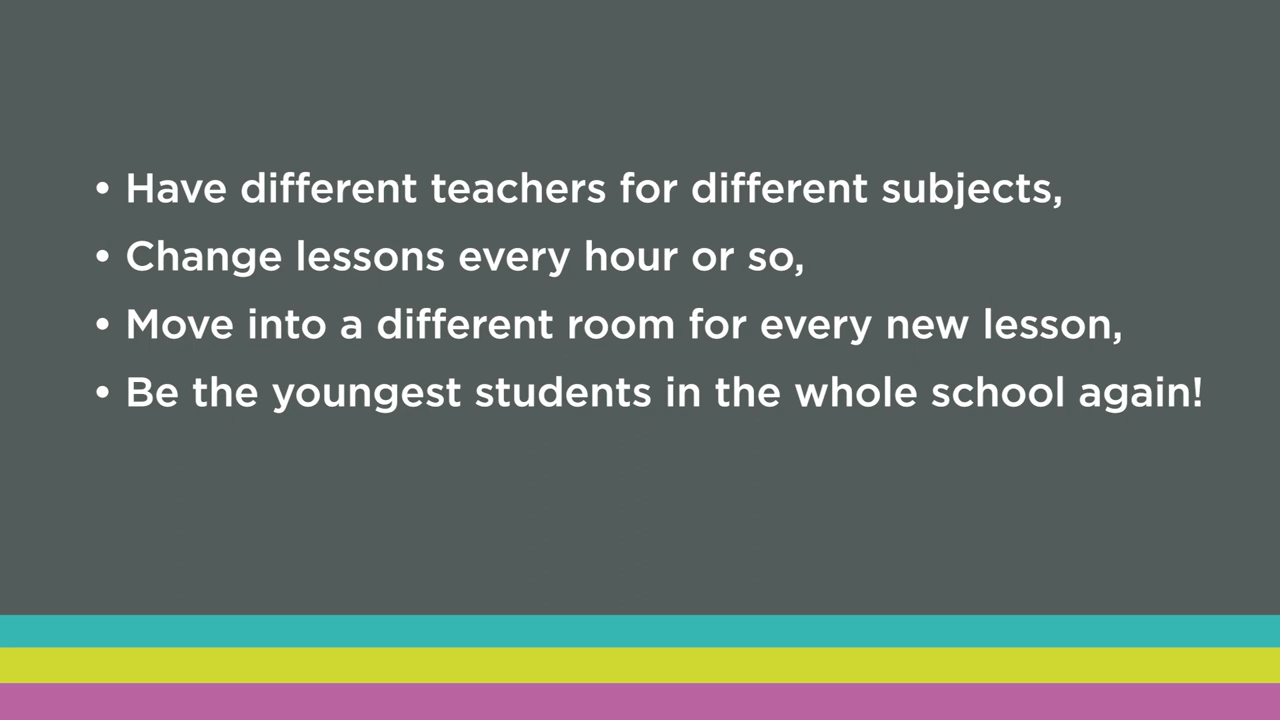 • Have different teachers for different subjects,
• Change lessons every hour or so,
• Move into a different room for every new lesson,
• Be the youngest students in the whole school again!